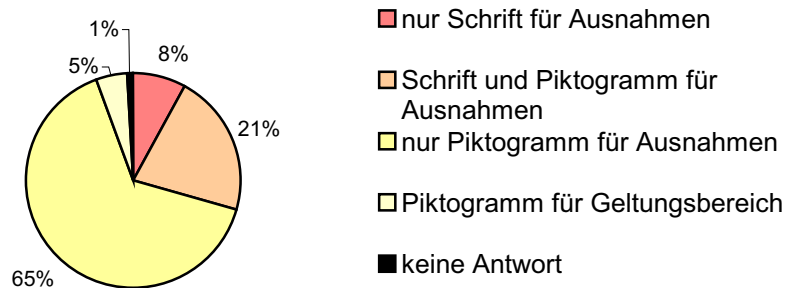 1%
8%
5%
21%
65%
nur Schrift für Ausnahmen
Schrift und Piktogramm für
Ausnahmen
nur Piktogramm für Ausnahmen
Piktogramm für Geltungsbereich
keine Antwort